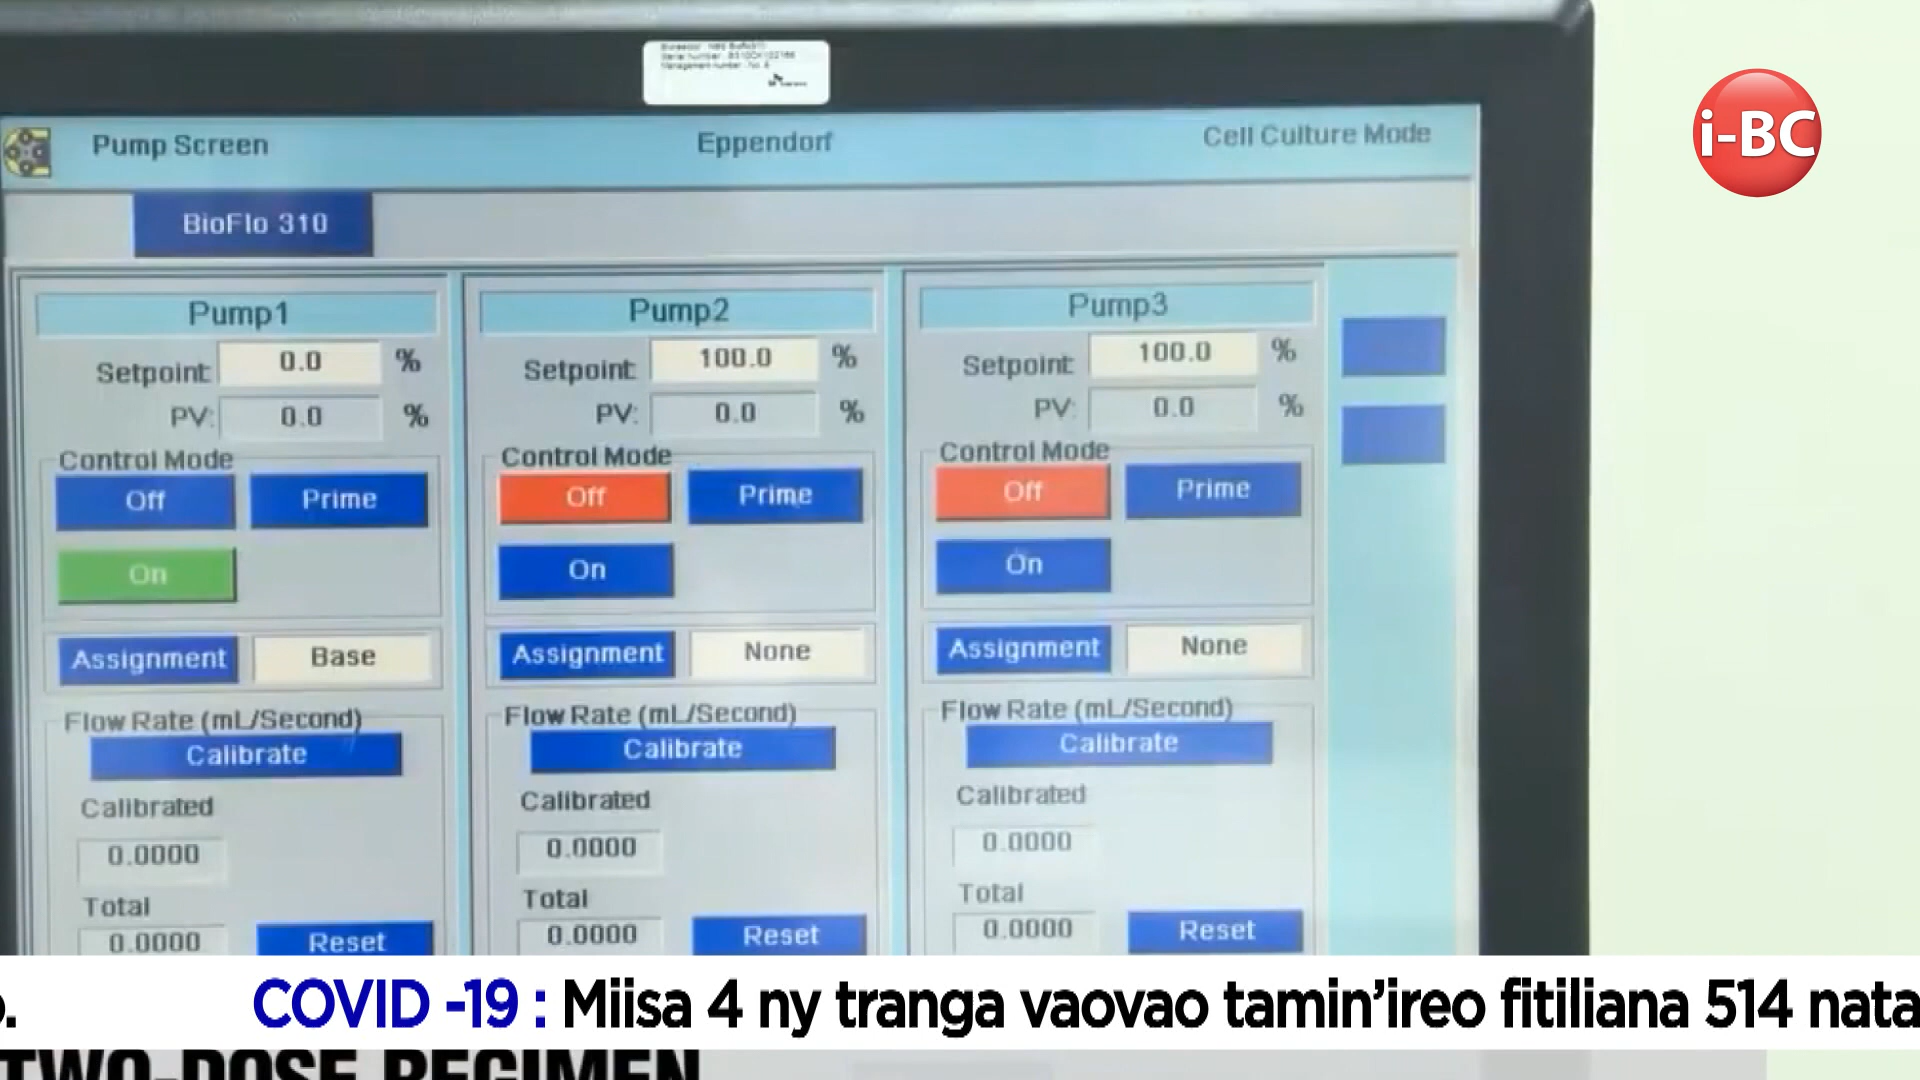 i-BC
Pump Screen
Eppendorf
Cell Culture Mode
BioFlo 310
Pump1
Setpoint: 0.0 %
PV: 0.0 %
Control Mode
Off
Prime
On
Assignment
Base
Flow Rate (mL/Second)
Calibrate
Calibrated
0.0000
Total
0.0000
Reset
Pump2
Setpoint: 100.0 %
PV: 0.0 %
Control Mode
Off
Prime
On
Assignment
None
Flow Rate (mL/Second)
Calibrate
Calibrated
0.0000
Total
0.0000
Reset
Pump3
Setpoint: 100.0 %
PV: 0.0 %
Control Mode
Off
Prime
On
Assignment
None
Flow Rate (mL/Second)
Calibrate
Calibrated
0.0000
Total
0.0000
Reset
COVID -19 : Miisa 4 ny tranga vaovao tamin'ireo fitiliana 514 nata
TWO-DOSE REGIMEN